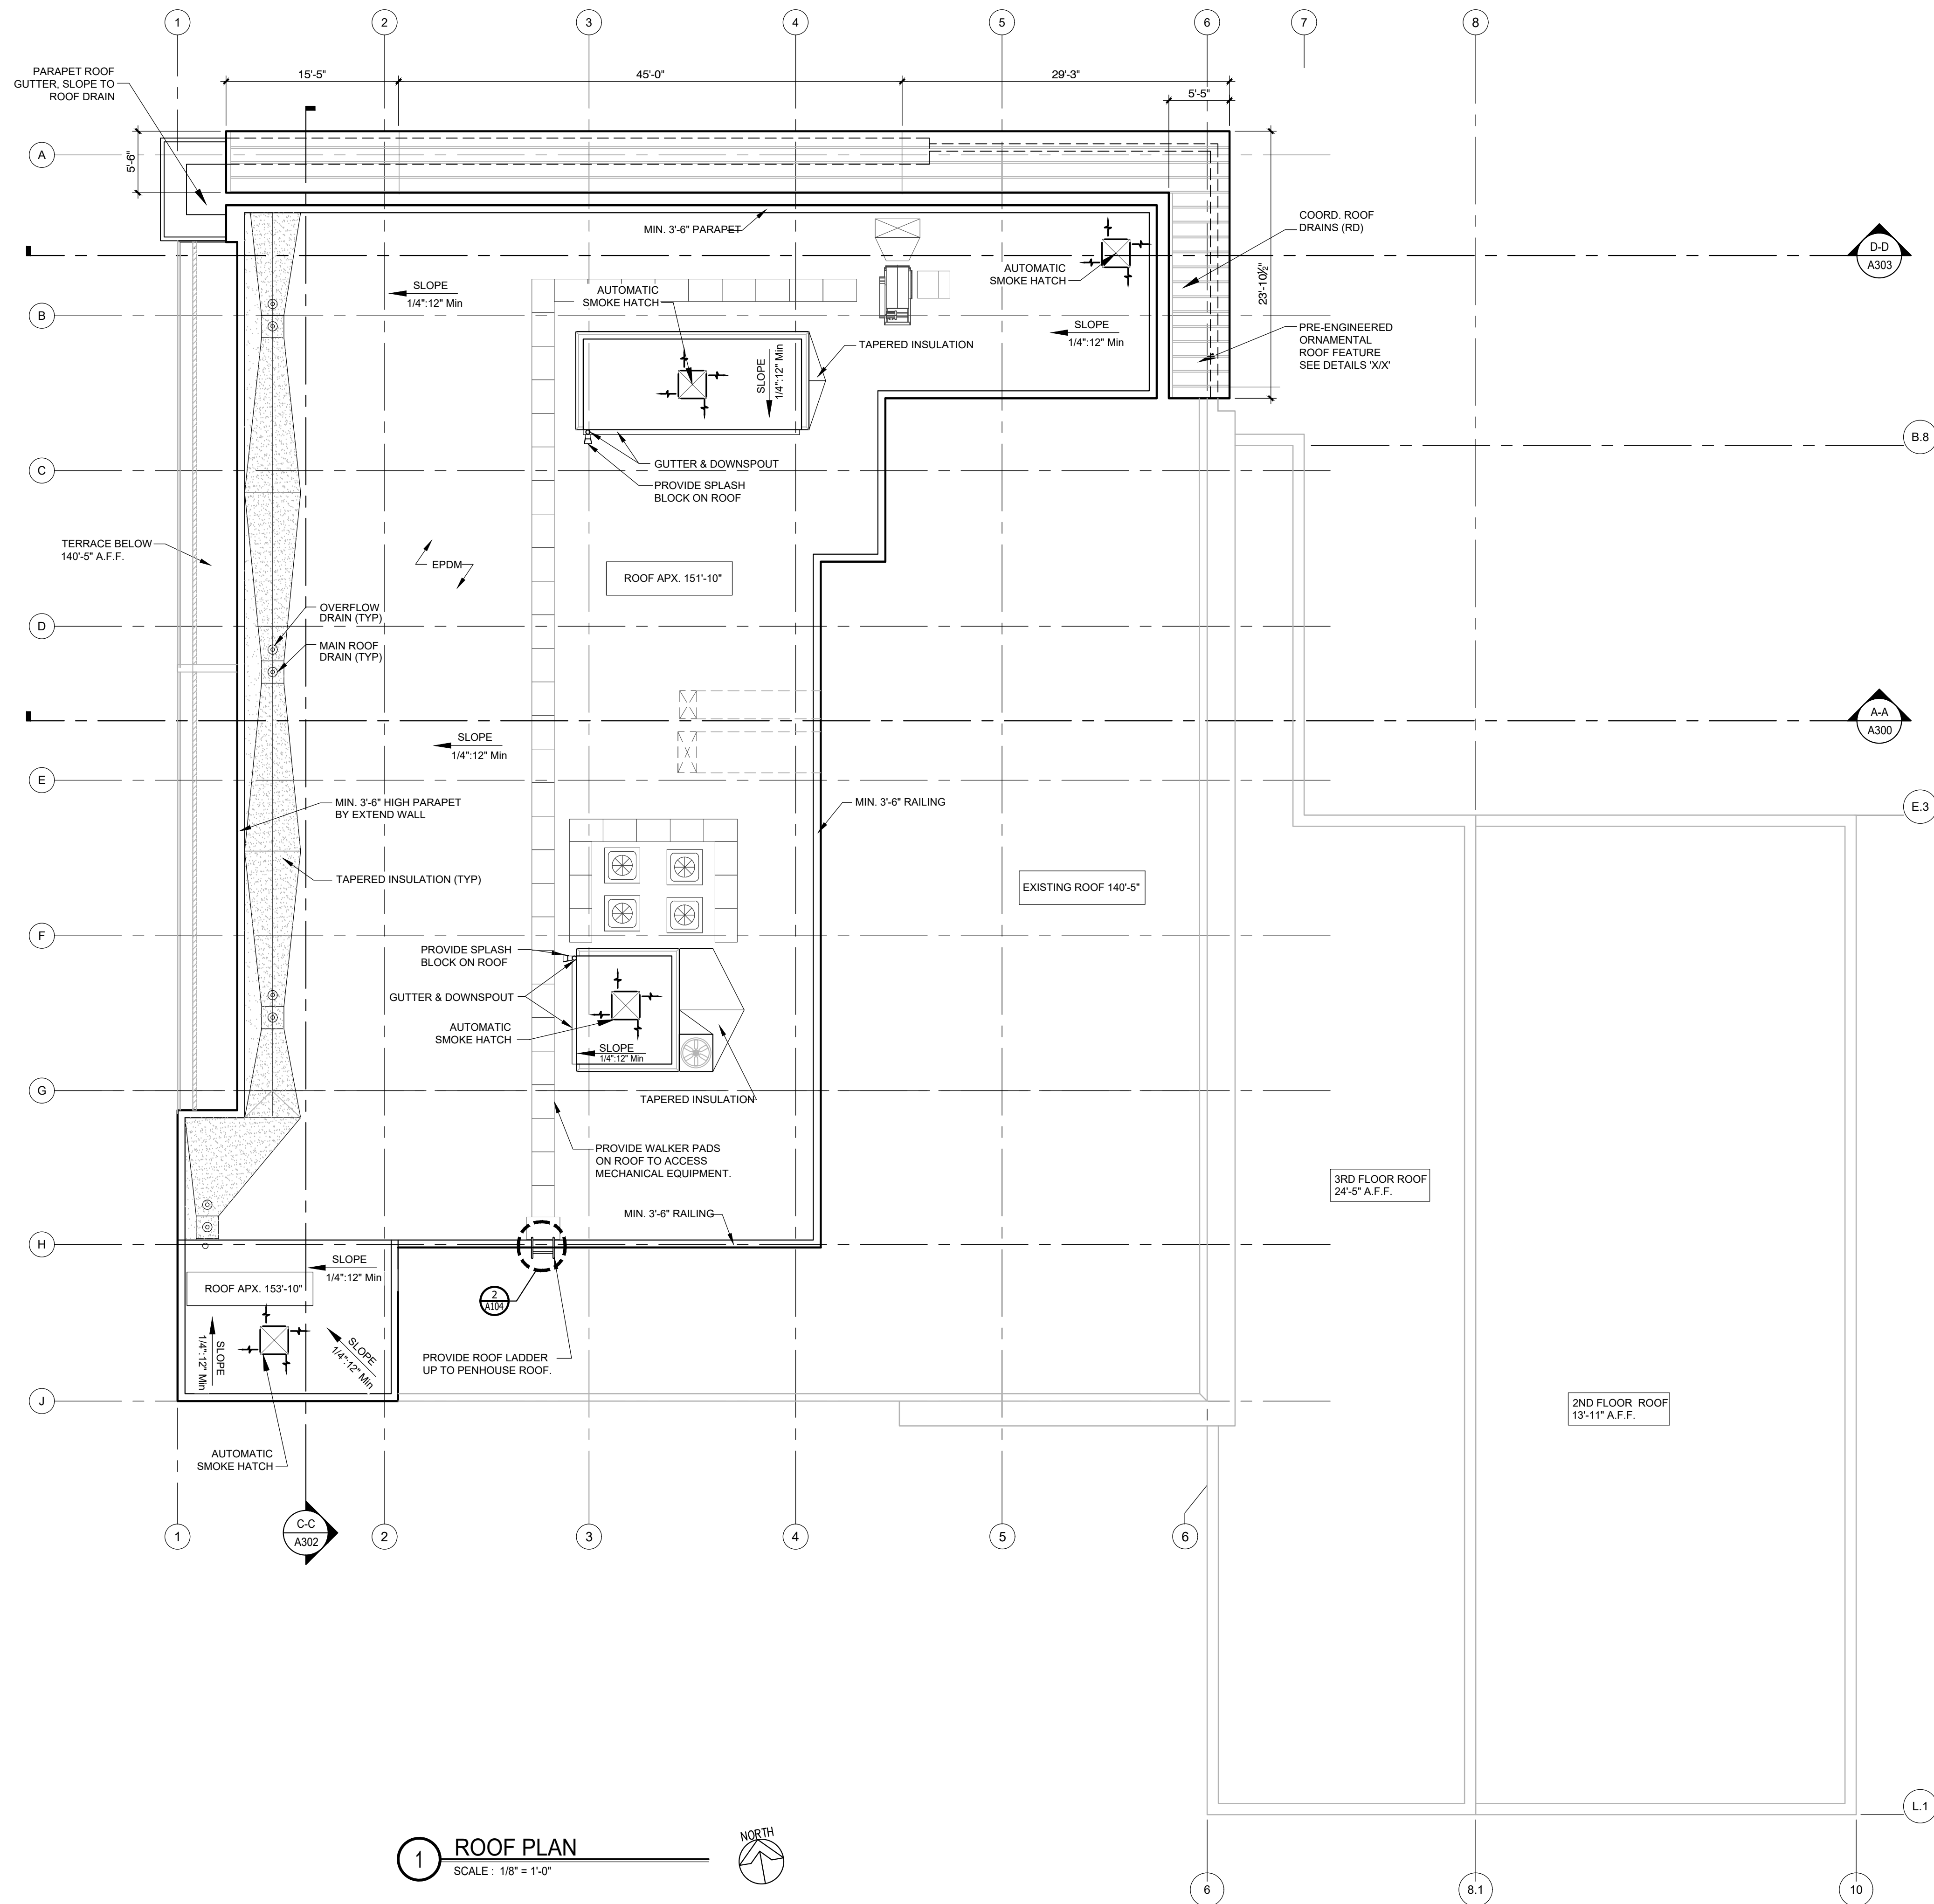 1
2
3
4
5
6
7
8
PARAPET ROOF
GUTTER, SLOPE TO
ROOF DRAIN
15'-5"
45'-0"
29'-3"
5'-5"
A
5'-6"
COORD. ROOF
DRAINS (RD)
MIN. 3'-6" PARAPET
D-D
A303
AUTOMATIC
SMOKE HATCH
23'-10½"
SLOPE
1/4":12" Min
AUTOMATIC
SMOKE HATCH
B
SLOPE
1/4":12" Min
PRE-ENGINEERED
ORNAMENTAL
ROOF FEATURE
SEE DETAILS 'X/X'
TAPERED INSULATION
SLOPE
1/4":12" Min
B.8
C
GUTTER & DOWNSPOUT
PROVIDE SPLASH
BLOCK ON ROOF
TERRACE BELOW
140'-5" A.F.F.
EPDM
ROOF APX. 151'-10"
OVERFLOW
DRAIN (TYP)
D
MAIN ROOF
DRAIN (TYP)
A-A
A300
SLOPE
1/4":12" Min
E
MIN. 3'-6" HIGH PARAPET
BY EXTEND WALL
MIN. 3'-6" RAILING
E.3
TAPERED INSULATION (TYP)
EXISTING ROOF 140'-5"
F
PROVIDE SPLASH
BLOCK ON ROOF
GUTTER & DOWNSPOUT
AUTOMATIC
SMOKE HATCH
SLOPE
1/4":12" Min
G
TAPERED INSULATION
PROVIDE WALKER PADS
ON ROOF TO ACCESS
MECHANICAL EQUIPMENT.
3RD FLOOR ROOF
24'-5" A.F.F.
MIN. 3'-6" RAILING
H
SLOPE
1/4":12" Min
ROOF APX. 153'-10"
2
A104
SLOPE
1/4":12" Min
SLOPE
1/4":12" Min
PROVIDE ROOF LADDER
UP TO PENHOUSE ROOF.
J
2ND FLOOR ROOF
13'-11" A.F.F.
AUTOMATIC
SMOKE HATCH
1
C-C
A302
2
3
4
5
6
L.1
1
ROOF PLAN
SCALE : 1/8" = 1'-0"
NORTH
6
8.1
10